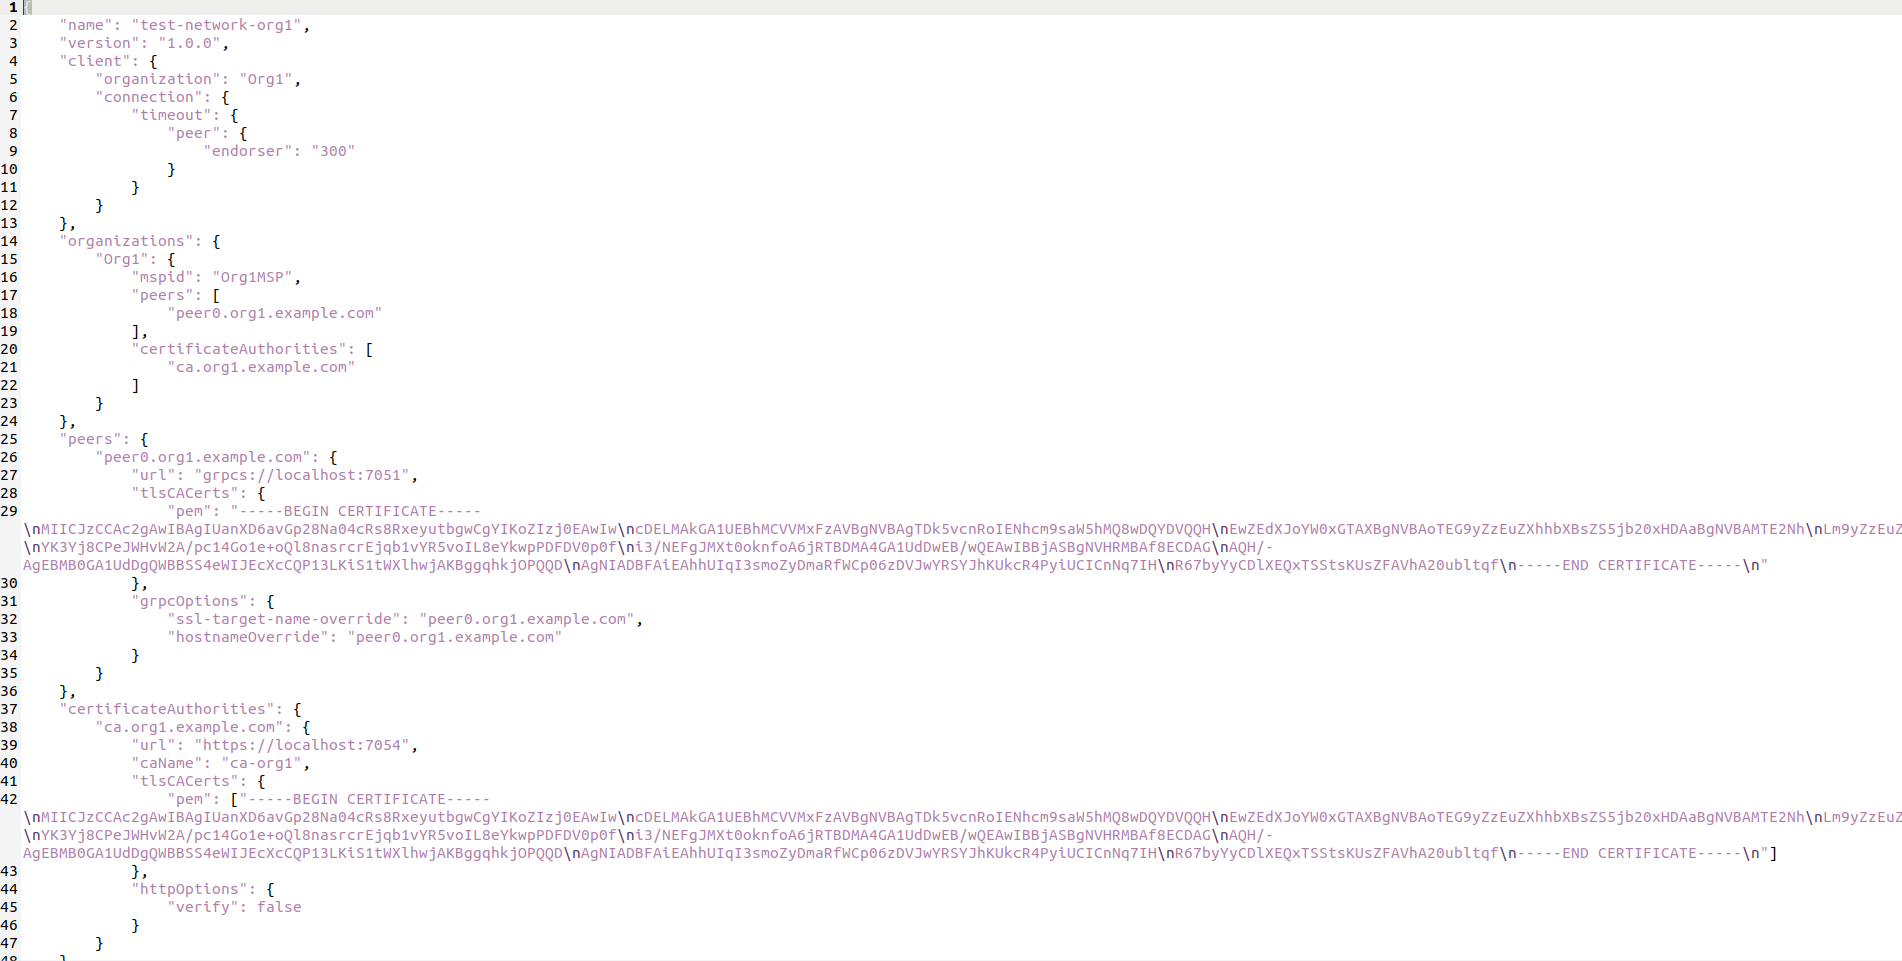 1 {
2     "name": "test-network-org1",
3     "version": "1.0.0",
4     "client": {
5         "organization": "Org1",
6         "connection": {
7             "timeout": {
8                 "peer": {
9                     "endorser": "300"
10                 }
11             }
12         }
13     },
14     "organizations": {
15         "Org1": {
16             "mspid": "Org1MSP",
17             "peers": [
18                 "peer0.org1.example.com"
19             ],
20             "certificateAuthorities": [
21                 "ca.org1.example.com"
22             ]
23         }
24     },
25     "peers": {
26         "peer0.org1.example.com": {
27             "url": "grpcs://localhost:7051",
28             "tlsCACerts": {
29                 "pem": "-----BEGIN CERTIFICATE-----
\nMIICJzCCAc2gAwIBAgIUanXD6avGp28Na04cRs8RxeyutbgwCgYIKoZIzj0EAwIw\ncDELMAkGA1UEBhMCVVMxFzAVBgNVBAgTDk5vcnRoIENhcm9saW5hMQ8wDQYDVQQH\nEwZEdXJoYW0xGTAXBgNVBAoTEG9yZzEuZXhhbXBsZS5jb20xHDAaBgNVBAMTE2Nh\nLm9yZzEuZ
\nYK3Yj8CPeJWHvW2A/pc14Go1e+oQl8nasrcrEjqb1vYR5voIL8eYkwpPDFDV0p0f\ni3/NEFgJMXt0oknfoA6jRTBDMA4GA1UdDwEB/wQEAwIBBjASBgNVHRMBAf8ECDAG\nAQH/-
AgEBMB0GA1UdDgQWBBSS4eWIJEcXcCQP13LKiS1tWXlhwjAKBggqhkjOPQQD\nAgNIADBFAiEAhhUIqI3smoZyDmaRfWCp06zDVJwYRSYJhKUkcR4PyiUCICnNq7IH\nR67byYyCDlXEQxTSStsKUsZFAVhA20ubltqf\n-----END CERTIFICATE-----\n"
30             },
31             "grpcOptions": {
32                 "ssl-target-name-override": "peer0.org1.example.com",
33                 "hostnameOverride": "peer0.org1.example.com"
34             }
35         }
36     },
37     "certificateAuthorities": {
38         "ca.org1.example.com": {
39             "url": "https://localhost:7054",
40             "caName": "ca-org1",
41             "tlsCACerts": {
42                 "pem": ["-----BEGIN CERTIFICATE-----
\nMIICJzCCAc2gAwIBAgIUanXD6avGp28Na04cRs8RxeyutbgwCgYIKoZIzj0EAwIw\ncDELMAkGA1UEBhMCVVMxFzAVBgNVBAgTDk5vcnRoIENhcm9saW5hMQ8wDQYDVQQH\nEwZEdXJoYW0xGTAXBgNVBAoTEG9yZzEuZXhhbXBsZS5jb20xHDAaBgNVBAMTE2Nh\nLm9yZzEuZ
\nYK3Yj8CPeJWHvW2A/pc14Go1e+oQl8nasrcrEjqb1vYR5voIL8eYkwpPDFDV0p0f\ni3/NEFgJMXt0oknfoA6jRTBDMA4GA1UdDwEB/wQEAwIBBjASBgNVHRMBAf8ECDAG\nAQH/-
AgEBMB0GA1UdDgQWBBSS4eWIJEcXcCQP13LKiS1tWXlhwjAKBggqhkjOPQQD\nAgNIADBFAiEAhhUIqI3smoZyDmaRfWCp06zDVJwYRSYJhKUkcR4PyiUCICnNq7IH\nR67byYyCDlXEQxTSStsKUsZFAVhA20ubltqf\n-----END CERTIFICATE-----\n"]
43             },
44             "httpOptions": {
45                 "verify": false
46             }
47         }
48     }